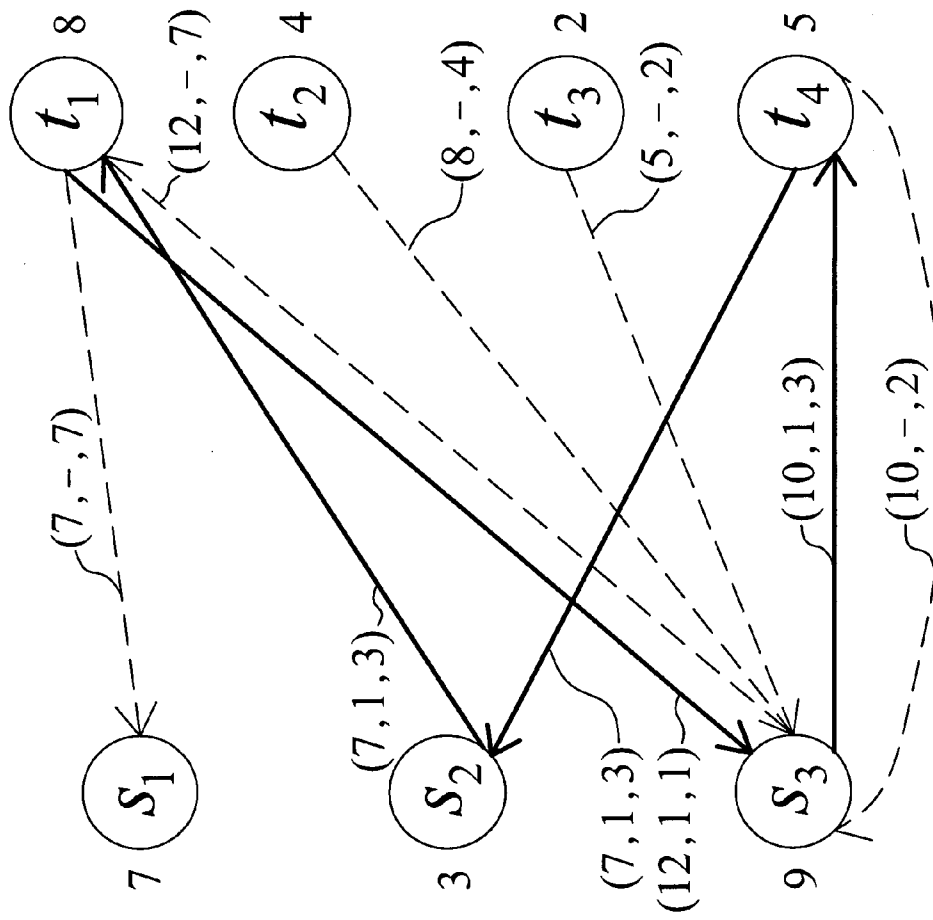 8
t1
(12,−,7)
(7,−,7)
7
s1
4
t2
(8,−,4)
2
t3
(5,−,2)
(7,1,3)
3
s2
(7,1,3)
(12,1,1)
5
t4
(10,1,3)
(10,−,2)
9
s3